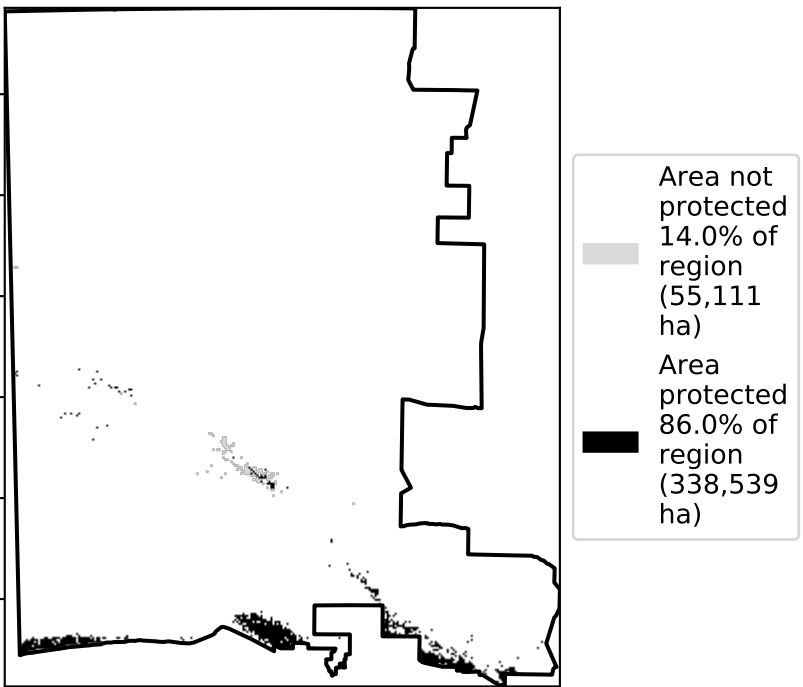 Area not
protected
14.0% of
region
(55,111
ha)
Area
protected
86.0% of
region
(338,539
ha)